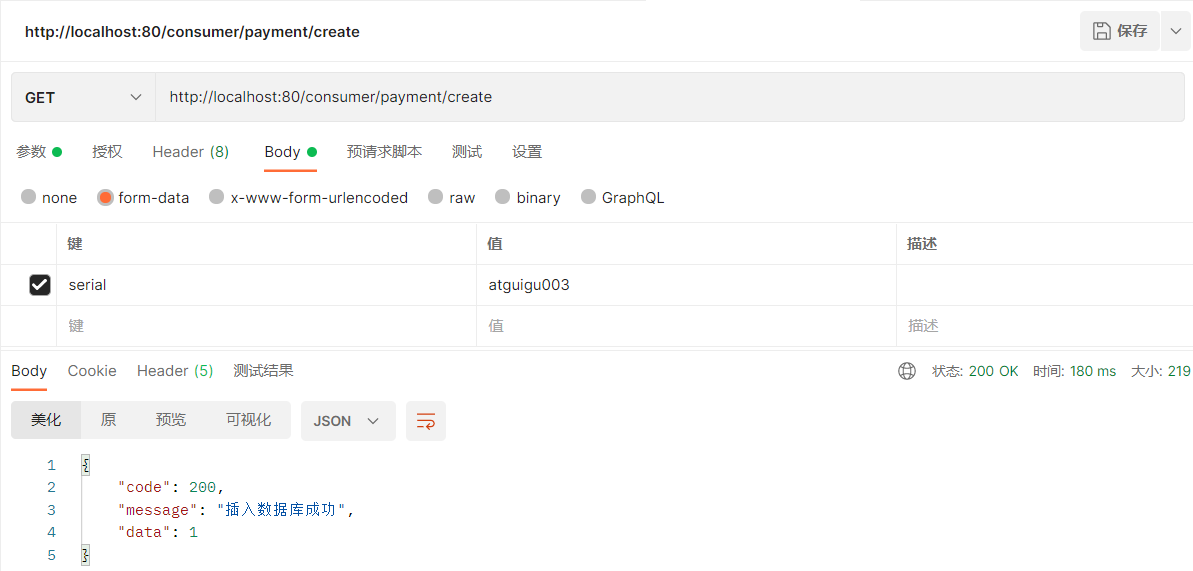 http://localhost:80/consumer/payment/create 保存
GET http://localhost:80/consumer/payment/create
参数 授权 Header (8) Body 预请求脚本 测试 设置
none form-data x-www-form-urlencoded raw binary GraphQL
键 值 描述
serial atguigu003
键 值 描述
Body Cookie Header (5) 测试结果 状态: 200 OK 时间: 180 ms 大小: 219
美化 原 预览 可视化 JSON
1 {
2 "code": 200,
3 "message": "插入数据库成功",
4 "data": 1
5 }